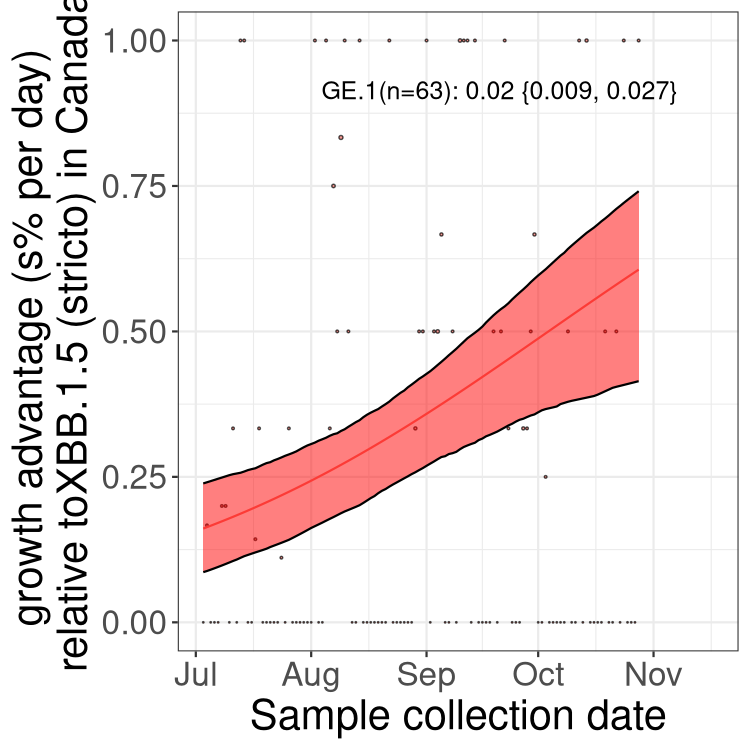 growth advantage (s% per day)
relative toXBB.1.5 (stricto) in Canada
1.00
0.75
0.50
0.25
0.00
GE.1(n=63): 0.02 {0.009, 0.027}
Jul Aug Sep Oct Nov
Sample collection date